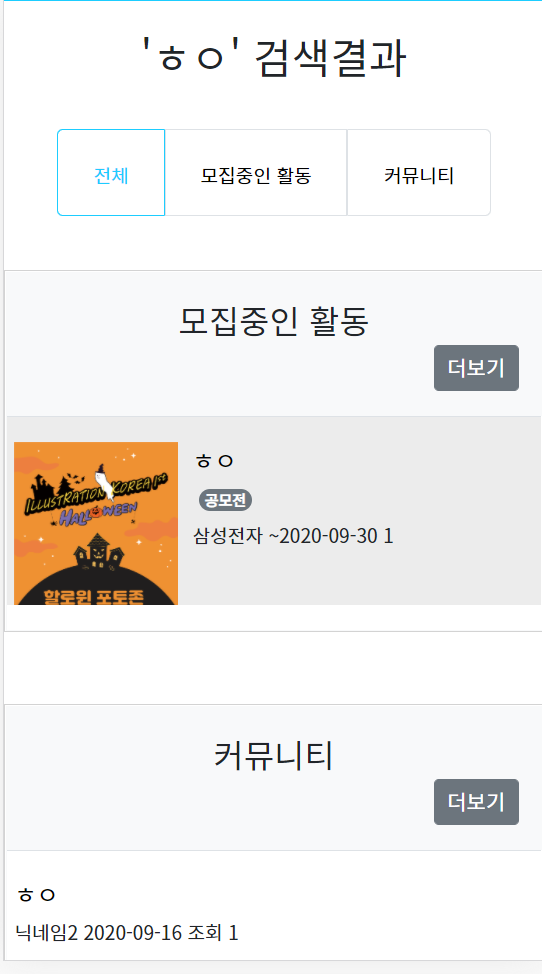 'ㅎㅇ' 검색결과
전체 모집중인 활동 커뮤니티
모집중인 활동
더보기
ILLUSTRATION KOREA 1st
HALLOWEEN
할로윈 포토존
ㅎㅇ
공모전
삼성전자 ~2020-09-30 1
커뮤니티
더보기
ㅎㅇ
닉네임2 2020-09-16 조회 1